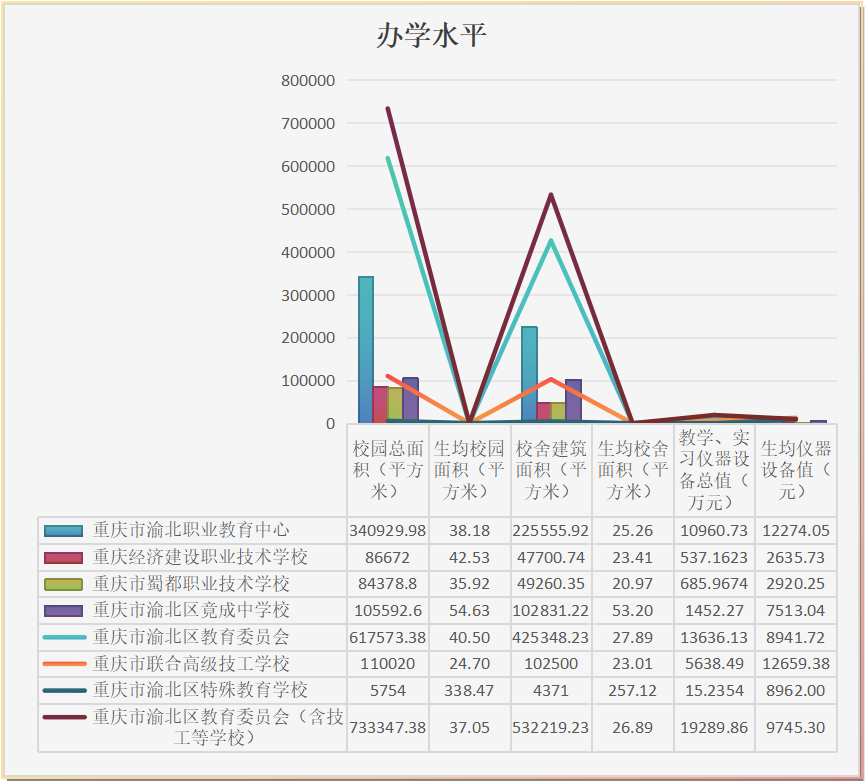 办学水平
800000
700000
600000
500000
400000
300000
200000
100000
0
校园总面积（平方米） 生均校园面积（平方米） 校舍建筑面积（平方米） 生均校舍面积（平方米） 教学、实习仪器设备总值（万元） 生均仪器设备值（元）
重庆市渝北职业教育中心 340929.98 38.18 225555.92 25.26 10960.73 12274.05
重庆经济建设职业技术学校 86672 42.53 47700.74 23.41 537.1623 2635.73
重庆市蜀都职业技术学校 84378.8 35.92 49260.35 20.97 685.9674 2920.25
重庆市渝北区竟成中学校 105592.6 54.63 102831.22 53.20 1452.27 7513.04
重庆市渝北区教育委员会 617573.38 40.50 425348.23 27.89 13636.13 8941.72
重庆市联合高级技工学校 110020 24.70 102500 23.01 5638.49 12659.38
重庆市渝北区特殊教育学校 5754 338.47 4371 257.12 15.2354 8962.00
重庆市渝北区教育委员会（含技工等学校） 733347.38 37.05 532219.23 26.89 19289.86 9745.30